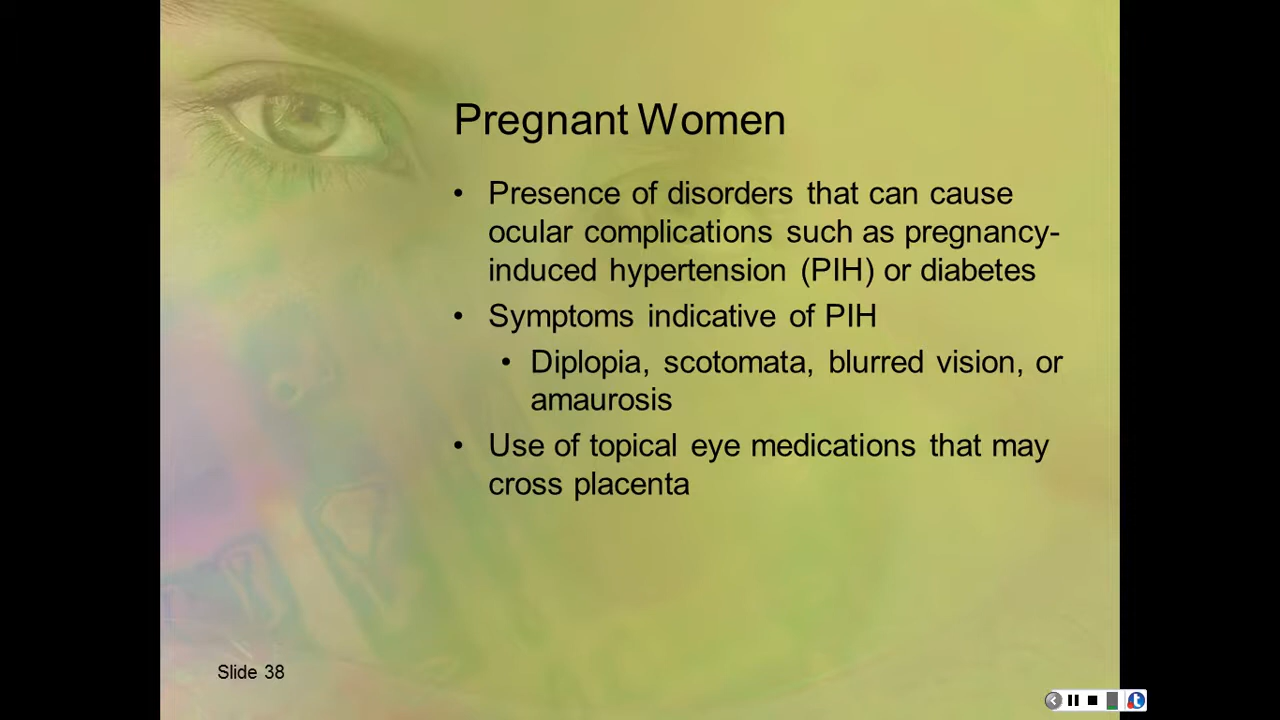 Pregnant Women
• Presence of disorders that can cause
ocular complications such as pregnancy-
induced hypertension (PIH) or diabetes
• Symptoms indicative of PIH
• Diplopia, scotomata, blurred vision, or
amaurosis
• Use of topical eye medications that may
cross placenta
Slide 38